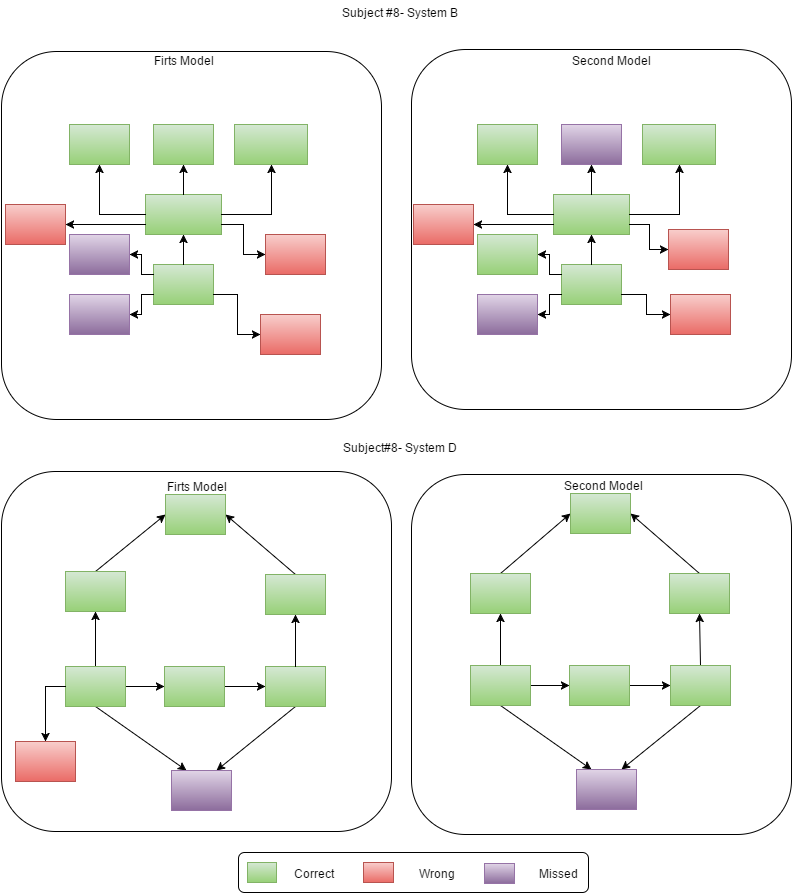 Subject #8- System B
Firts Model
Second Model
Subject#8- System D
Firts Model
Second Model
Correct
Wrong
Missed